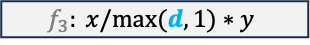 f₃: x/max(d, 1) * y